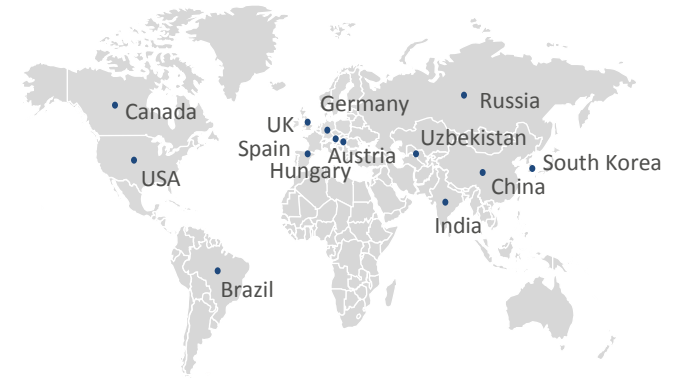 Germany
Russia
Canada
UK
Uzbekistan
Spain
Austria
South Korea
Hungary
USA
China
India
Brazil